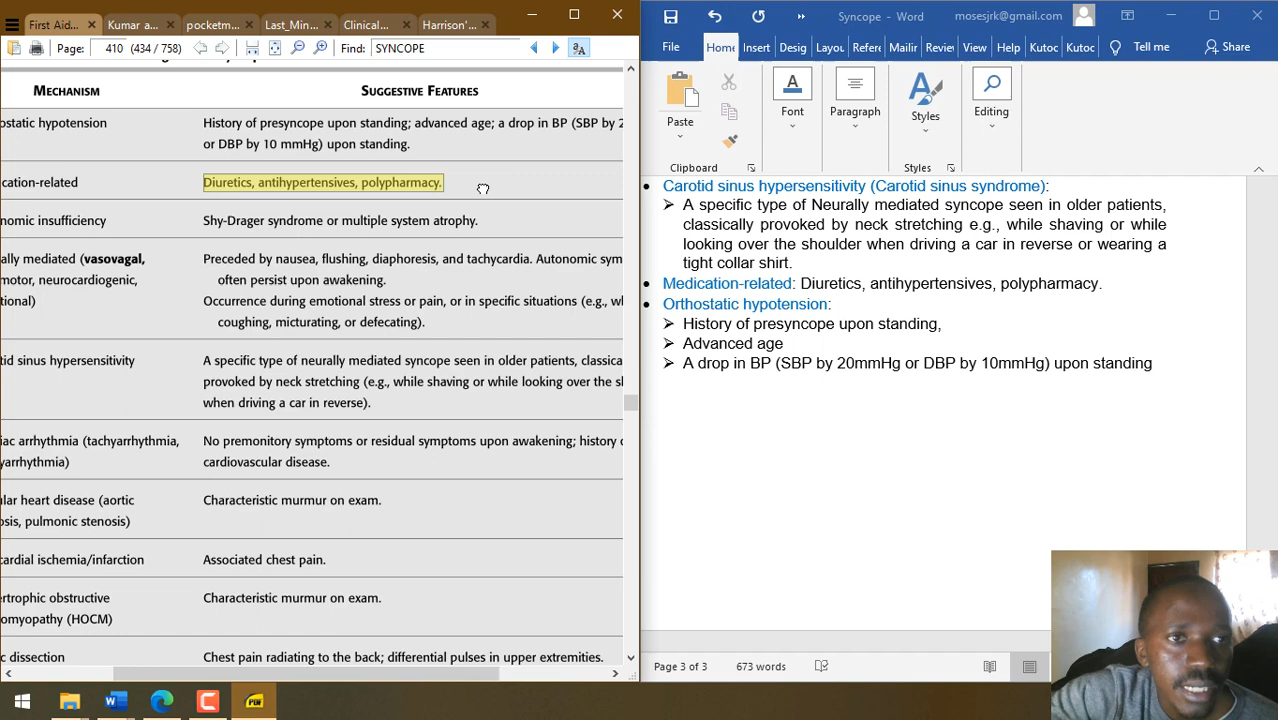 First Aid...
Kumar a...
pocketm...
Last_Min...
Clinical...
Harrison'...
Page: 410 (434 / 758)
Find: SYNCOPE
MECHANISM
SUGGESTIVE FEATURES
ostatic hypotension
History of presyncope upon standing; advanced age; a drop in BP (SBP by 2
or DBP by 10 mmHg) upon standing.
ication-related
Diuretics, antihypertensives, polypharmacy.
nomic insufficiency
Shy-Drager syndrome or multiple system atrophy.
ally mediated (vasovagal,
motor, neurocardiogenic,
tional)
Preceded by nausea, flushing, diaphoresis, and tachycardia. Autonomic sym
often persist upon awakening.
Occurrence during emotional stress or pain, or in specific situations (e.g., wh
coughing, micturating, or defecating).
tid sinus hypersensitivity
A specific type of neurally mediated syncope seen in older patients, classica
provoked by neck stretching (e.g., while shaving or while looking over the sh
when driving a car in reverse).
iac arrhythmia (tachyarrhythmia,
yarrhythmia)
No premonitory symptoms or residual symptoms upon awakening; history o
cardiovascular disease.
ular heart disease (aortic
osis, pulmonic stenosis)
Characteristic murmur on exam.
cardial ischemia/infarction
Associated chest pain.
ertrophic obstructive
omyopathy (HOCM)
Characteristic murmur on exam.
c dissection
Chest pain radiating to the back; differential pulses in upper extremities.
PDF
Syncope - Word
mosesjrk@gmail.com
File
Home
Insert
Desig
Layou
Refere
Mailir
Reviev
View
Help
Kutoc
Kutoc
Tell me
Share
Paste
Font
Paragraph
Styles
Editing
Clipboard
Styles
• Carotid sinus hypersensitivity (Carotid sinus syndrome):
➢ A specific type of Neurally mediated syncope seen in older patients,
classically provoked by neck stretching e.g., while shaving or while
looking over the shoulder when driving a car in reverse or wearing a
tight collar shirt.
• Medication-related: Diuretics, antihypertensives, polypharmacy.
• Orthostatic hypotension:
➢ History of presyncope upon standing,
➢ Advanced age
➢ A drop in BP (SBP by 20mmHg or DBP by 10mmHg) upon standing
Page 3 of 3
673 words